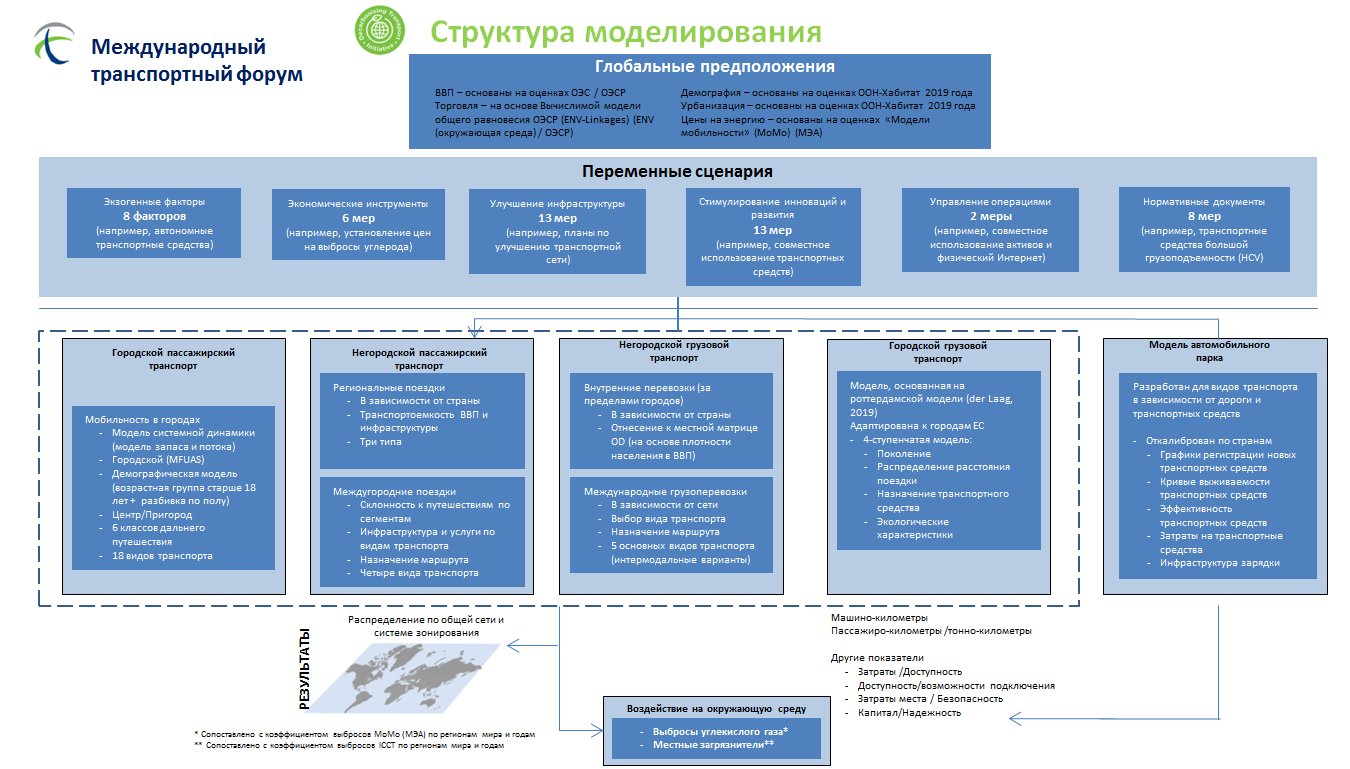 Международный
транспортный форум
Decarbonising Transport
Initiative
Структура моделирования
Глобальные предположения
ВВП – основаны на оценках ОЭС / ОЭСР
Торговля – на основе Вычислимой модели
общего равновесия ОЭСР (ENV-Linkages) (ENV
(окружающая среда) / ОЭСР)
Демография – основаны на оценках ООН-Хабитат 2019 года
Урбанизация – основаны на оценках ООН-Хабитат 2019 года
Цены на энергию – основаны на оценках «Модели
мобильности» (МоМо) (МЭА)
Переменные сценария
Экзогенные факторы
8 факторов
(например, автономные
транспортные средства)
Экономические инструменты
6 мер
(например, установление цен
на выбросы углерода)
Улучшение инфраструктуры
13 мер
(например, планы по
улучшению транспортной
сети)
Стимулирование инноваций и
развития
13 мер
(например, совместное
использование транспортных
средств)
Управление операциями
2 меры
(например, совместное
использование активов и
физический Интернет)
Нормативные документы
8 мер
(например, транспортные
средства большой
грузоподъемности (HCV)
Городской пассажирский
транспорт
Мобильность в городах
- Модель системной динамики
(модель запаса и потока)
- Городской (MFUAS)
- Демографическая модель
(возрастная группа старше 18
лет + разбивка по полу)
- Центр/Пригород
- 6 классов дальнего
путешествия
- 18 видов транспорта
Негородской пассажирский
транспорт
Региональные поездки
- В зависимости от страны
- Транспортоемкость ВВП и
инфраструктуры
- Три типа
Междугородние поездки
- Склонность к путешествиям по
сегментам
- Инфраструктура и услуги по
видам транспорта
- Назначение маршрута
- Четыре вида транспорта
Негородской грузовой
транспорт
Внутренние перевозки (за
пределами городов)
- В зависимости от страны
- Отнесение к местной матрице
OD (на основе плотности
населения в ВВП)
Международные грузоперевозки
- В зависимости от сети
- Выбор вида транспорта
- Назначение маршрута
- 5 основных видов транспорта
(интермодальные варианты)
Городской грузовой
транспорт
Модель, основанная на
роттердамской модели (der Laag,
2019)
Адаптирована к городам ЕС
- 4-ступенчатая модель:
- Поколение
- Распределение расстояния
поездки
- Назначение транспортного
средства
- Экологические
характеристики
Модель автомобильного
парка
Разработан для видов транспорта
в зависимости от дороги и
транспортных средств
- Откалиброван по странам
- Графики регистрации новых
транспортных средств
- Кривые выживаемости
транспортных средств
- Эффективность
транспортных средств
- Затраты на транспортные
средства
- Инфраструктура зарядки
РЕЗУЛЬТАТЫ
Распределение по общей сети и
системе зонирования
Машино-километры
Пассажиро-километры /тонно-километры
Другие показатели
- Затраты /Доступность
- Доступность/возможности подключения
- Затраты места / Безопасность
- Капитал/Надежность
Воздействие на окружающую среду
- Выбросы углекислого газа*
- Местные загрязнители**
* Сопоставлено с коэффициентом выбросов МоМо (МЭА) по регионам мира и годам
** Сопоставлено с коэффициентом выбросов ICCT по регионам мира и годам